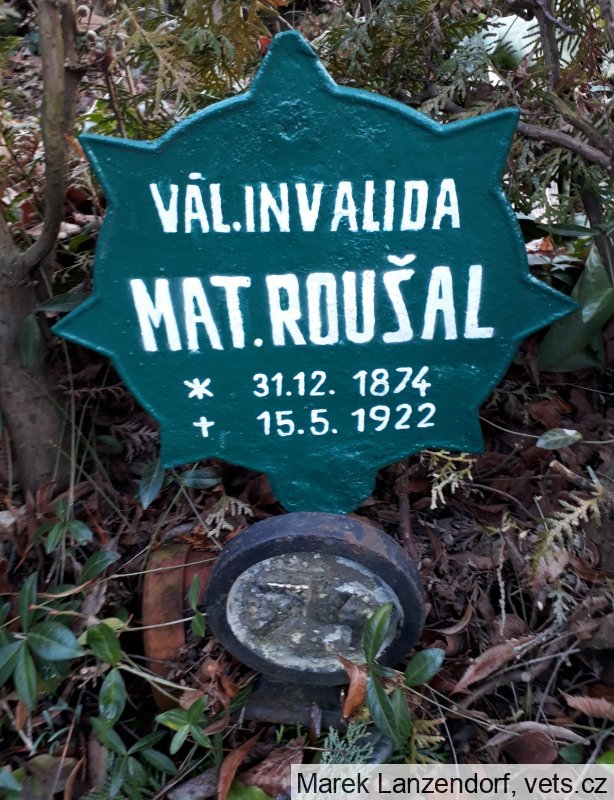 VÁL.INVALIDA
MAT.ROUŠAL
* 31.12. 1874
✝ 15.5. 1922
Marek Lanzendorf, vets.cz